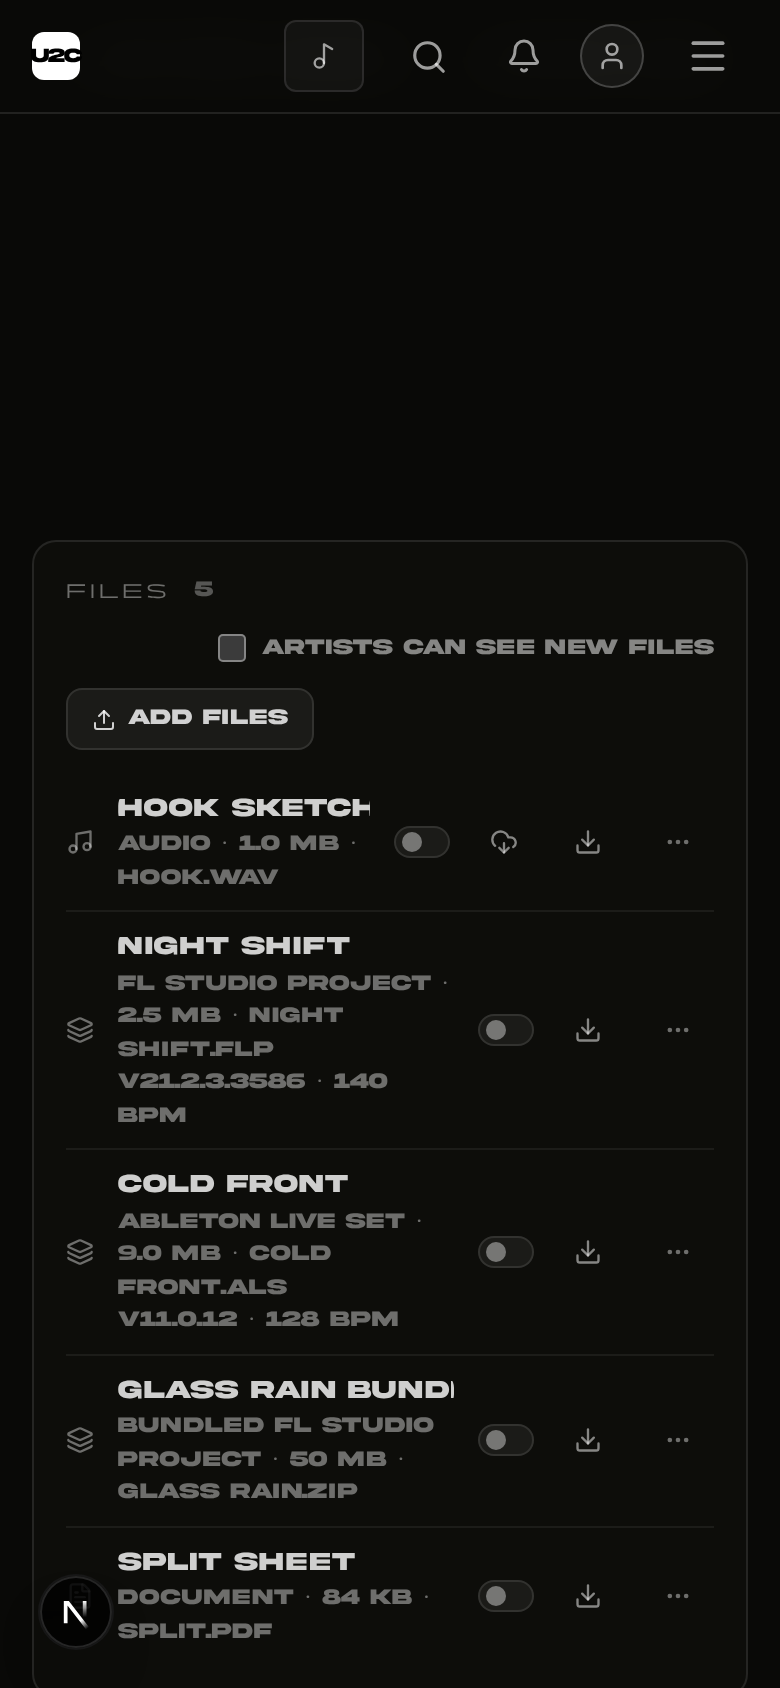 U2C
FILES 5
ARTISTS CAN SEE NEW FILES
ADD FILES
HOOK SKETCH
AUDIO · 1.0 MB ·
HOOK.WAV
NIGHT SHIFT
FL STUDIO PROJECT ·
2.5 MB · NIGHT
SHIFT.FLP
V21.2.3.3586 · 140
BPM
COLD FRONT
ABLETON LIVE SET ·
9.0 MB · COLD
FRONT.ALS
V11.0.12 · 128 BPM
GLASS RAIN BUND
BUNDLED FL STUDIO
PROJECT · 50 MB ·
GLASS RAIN.ZIP
SPLIT SHEET
DOCUMENT · 84 KB ·
SPLIT.PDF
N